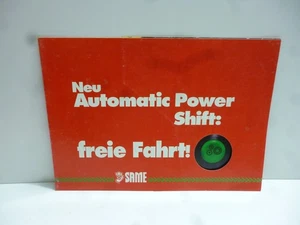 Neu
Automatic Power
Shift:
freie Fahrt!
SAME